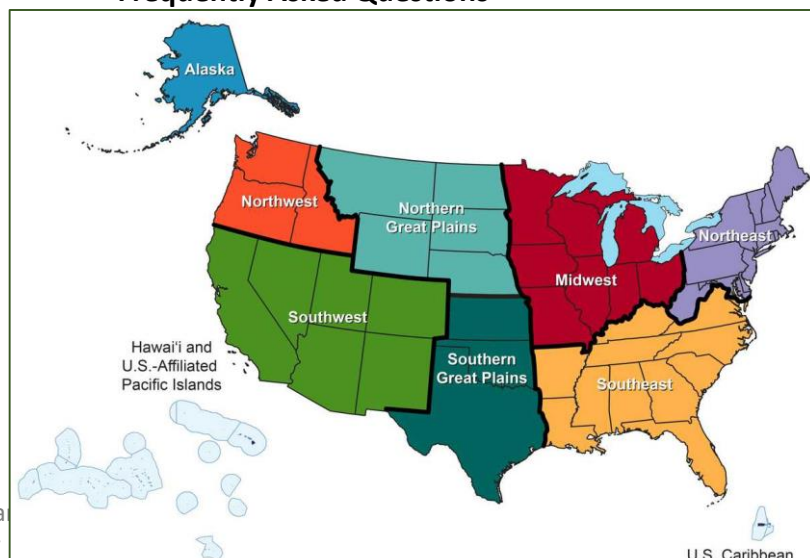 Frequently Asked Questions
Alaska
Northwest
Northern
Great Plains
Northeast
Midwest
Southwest
Hawai'i and
U.S.-Affiliated
Pacific Islands
Southern
Great Plains
Southeast
U.S. Caribbean